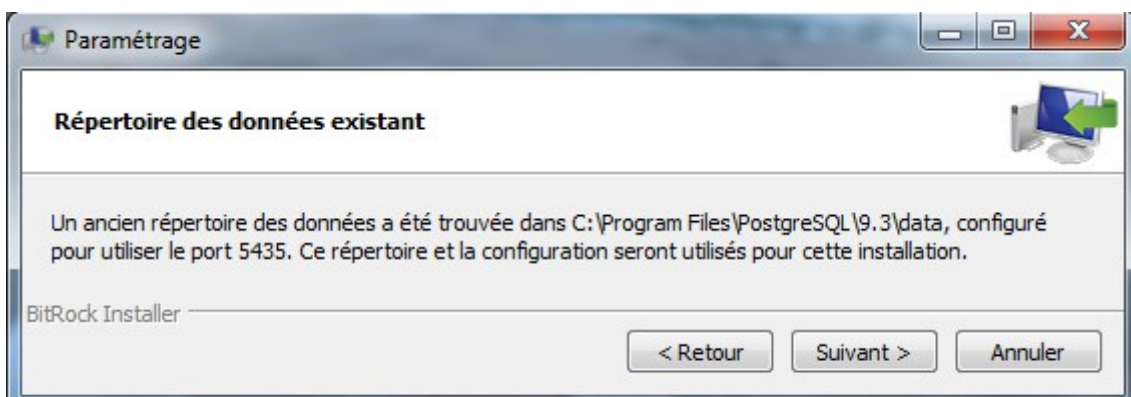 Paramétrage
Répertoire des données existant
Un ancien répertoire des données a été trouvée dans C:\Program Files\PostgreSQL\9.3\data, configuré
pour utiliser le port 5435. Ce répertoire et la configuration seront utilisés pour cette installation.
BitRock Installer
< Retour
Suivant >
Annuler